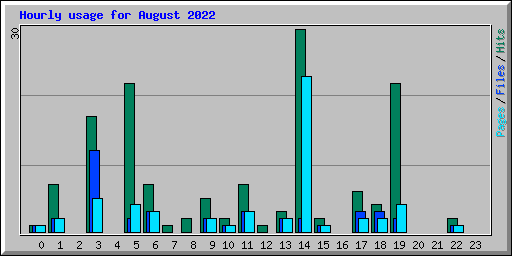 Hourly usage for August 2022
30
Pages/Files/Hits
0 1 2 3 4 5 6 7 8 9 10 11 12 13 14 15 16 17 18 19 20 21 22 23